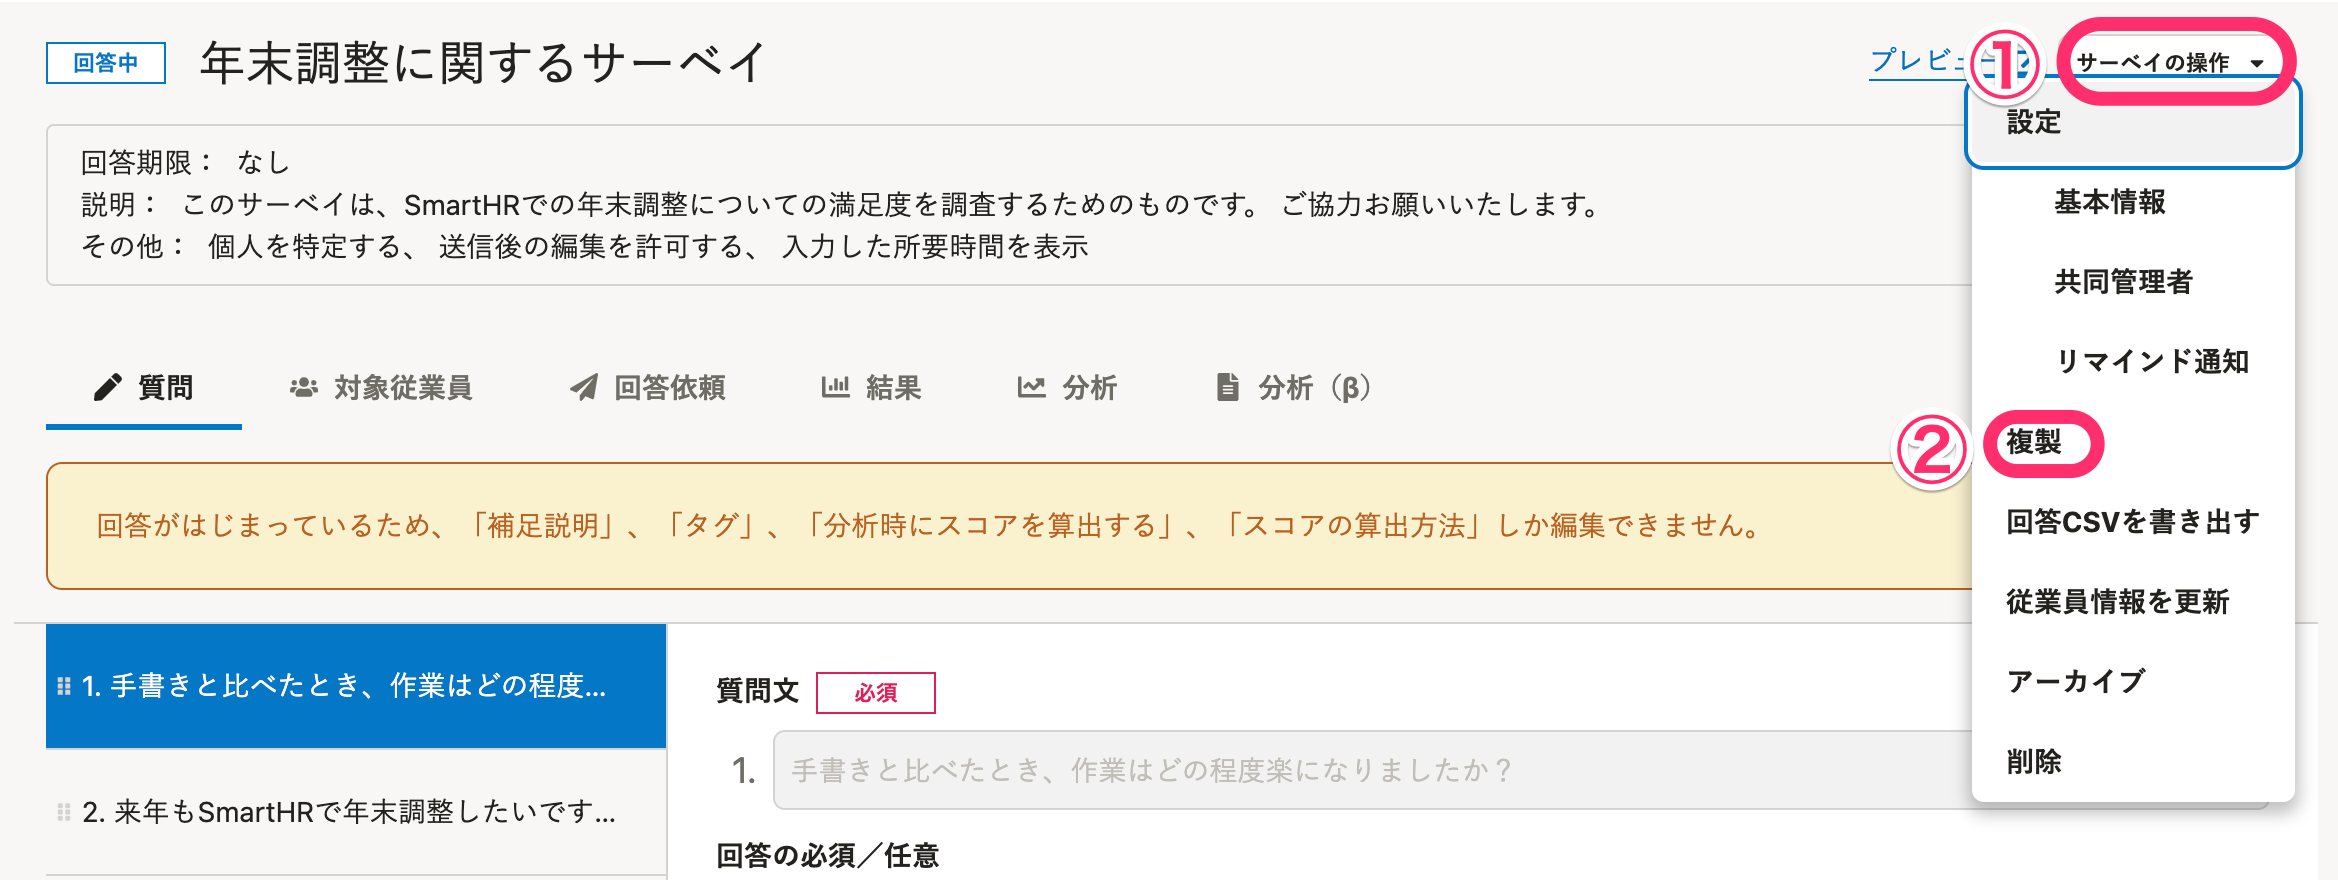 回答中
年末調整に関するサーベイ
プレビュー
①
サーベイの操作
回答期限： なし
説明： このサーベイは、SmartHRでの年末調整についての満足度を調査するためのものです。 ご協力お願いいたします。
その他： 個人を特定する、 送信後の編集を許可する、 入力した所要時間を表示
設定
基本情報
共同管理者
リマインド通知
②
複製
回答CSVを書き出す
従業員情報を更新
アーカイブ
削除
質問
対象従業員
回答依頼
結果
分析
分析（β）
回答がはじまっているため、「補足説明」、「タグ」、「分析時にスコアを算出する」、「スコアの算出方法」しか編集できません。
1. 手書きと比べたとき、作業はどの程度...
2. 来年もSmartHRで年末調整したいです...
質問文 必須
1. 手書きと比べたとき、作業はどの程度楽になりましたか？
回答の必須／任意